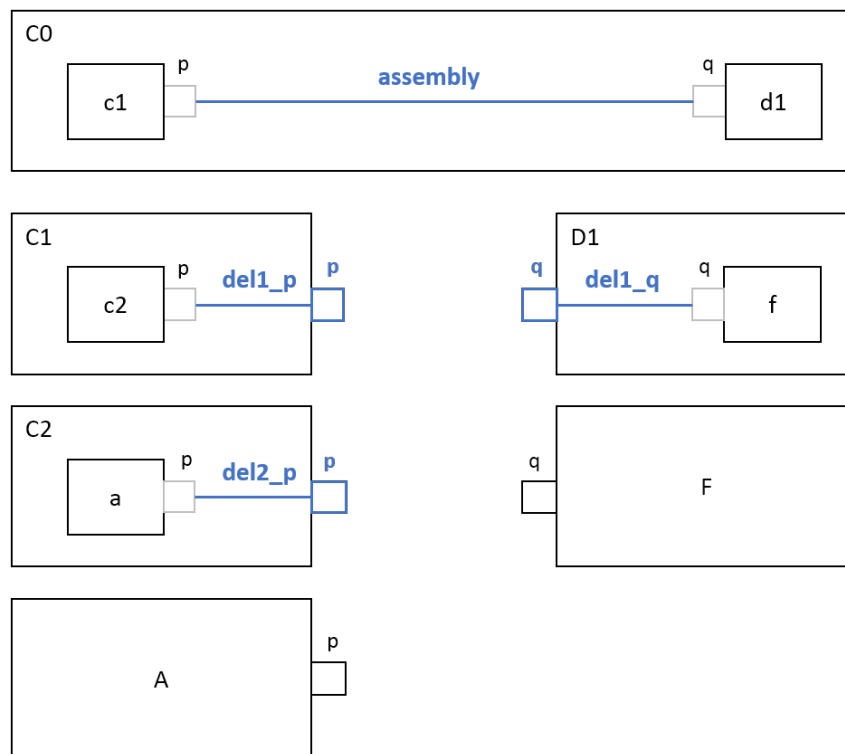 C0
p
assembly
q
c1
d1
C1
p
del1_p
p
c2
D1
q
del1_q
q
f
C2
p
del2_p
p
a
q
F
p
A